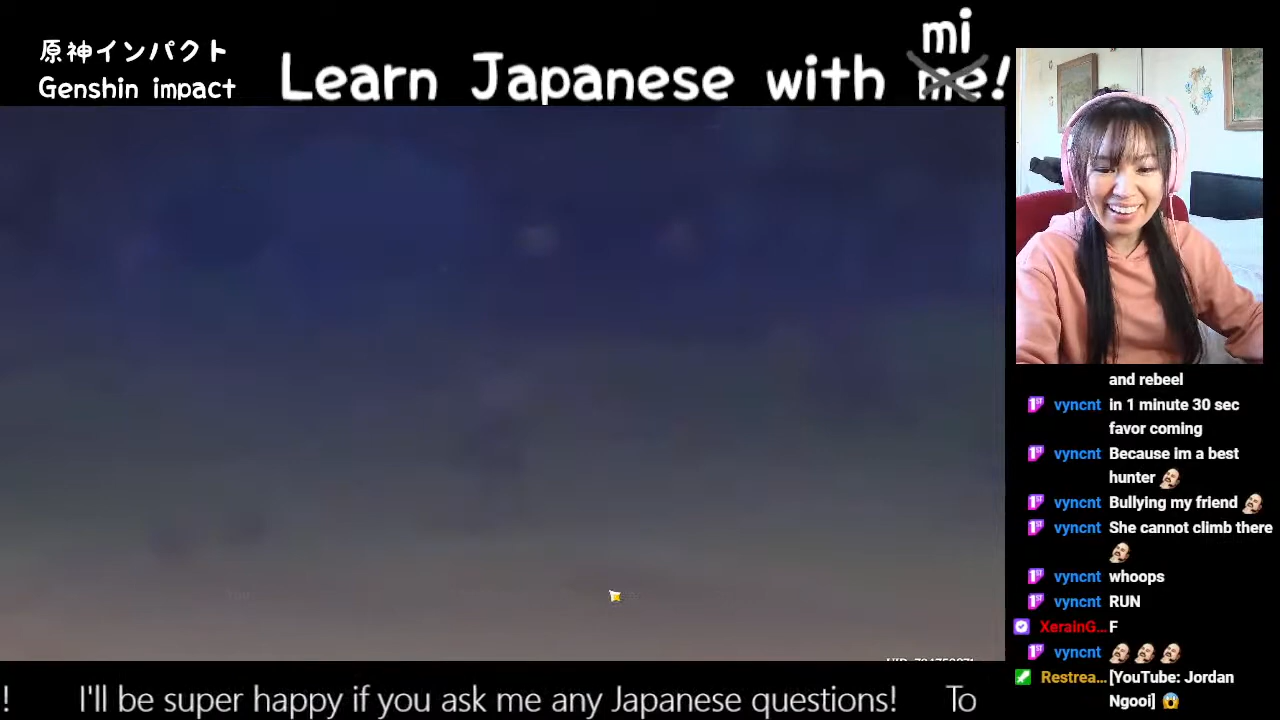 原神インパクト
Genshin impact
mi
Learn Japanese with me!
and rebeel
vyncnt in 1 minute 30 sec
favor coming
vyncnt Because im a best
hunter
vyncnt Bullying my friend
vyncnt She cannot climb there
vyncnt whoops
vyncnt RUN
XerainG... F
vyncnt
Restrea... [YouTube: Jordan
Ngooi]
! I'll be super happy if you ask me any Japanese questions! To